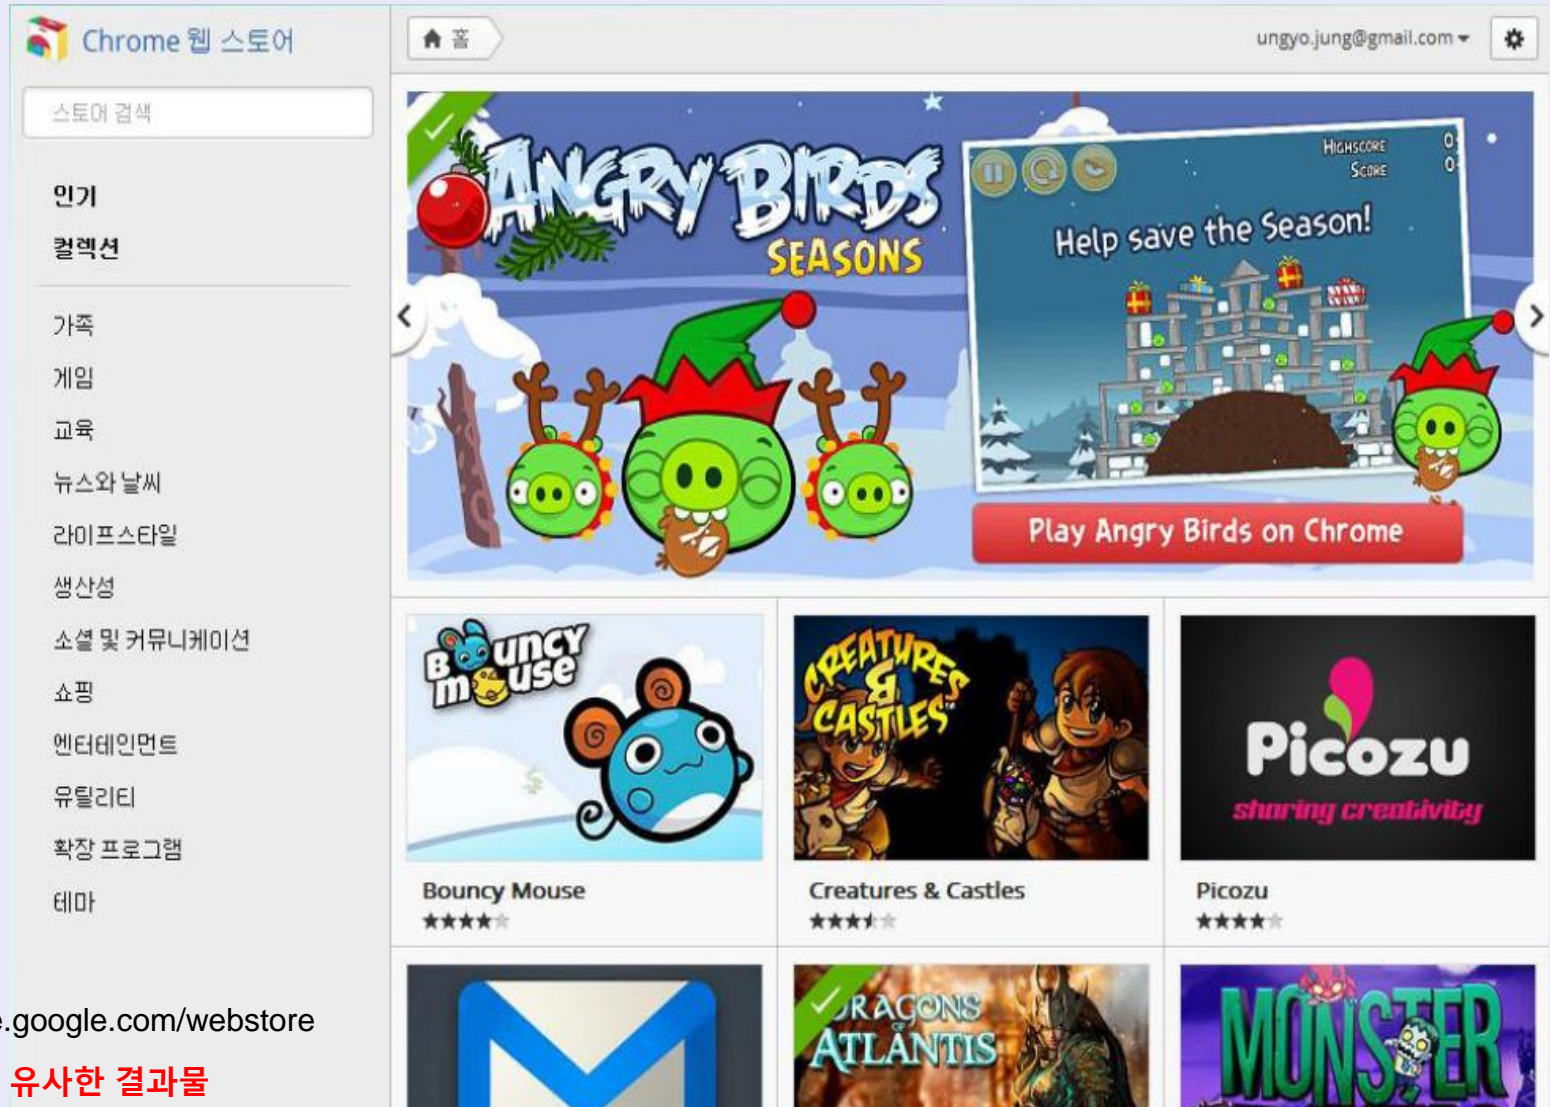 Chrome 웹 스토어
스토어 검색
인기
컬렉션
가족
게임
교육
뉴스와 날씨
라이프스타일
생산성
소셜 및 커뮤니케이션
쇼핑
엔터테인먼트
유틸리티
확장 프로그램
테마
e.google.com/webstore
유사한 결과물
홈
ungyo.jung@gmail.com
ANGRY BIRDS
SEASONS
HIGHSCORE 0
SCORE 0
Help save the Season!
Play Angry Birds on Chrome
BOUNCY
MOUSE
CREATURES
&
CASTLES
Picozu
sharing creativity
Bouncy Mouse
Creatures & Castles
Picozu
DRAGONS
OF
ATLANTIS
MONSTER